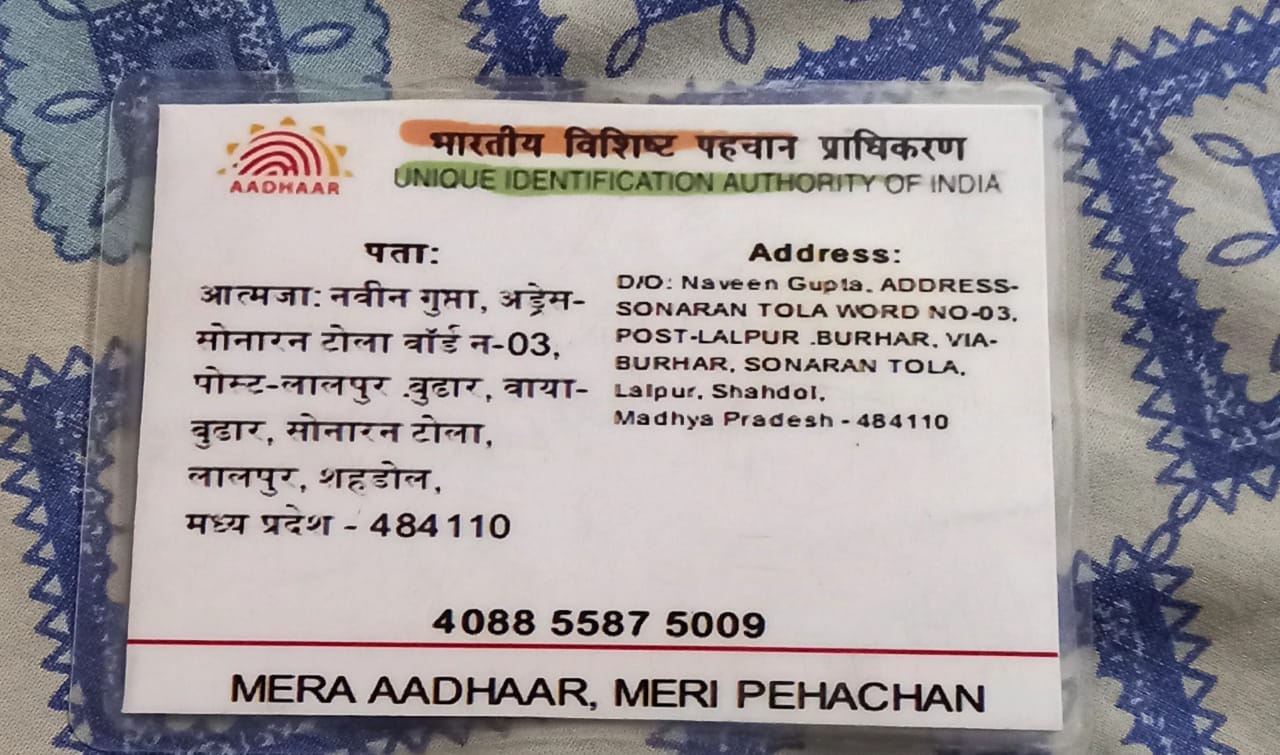 AADHAAR
भारतीय विशिष्ट पहचान प्राधिकरण
UNIQUE IDENTIFICATION AUTHORITY OF INDIA
पता:
आत्मजा: नवीन गुप्ता, अड्रेस-
सोनारन टोला वॉर्ड न-03,
पोस्ट-लालपुर .बुढार, वाया-
बुढार, सोनारन टोला,
लालपुर, शहडोल,
मध्य प्रदेश - 484110
Address:
D/O: Naveen Gupta, ADDRESS-
SONARAN TOLA WORD NO-03,
POST-LALPUR .BURHAR, VIA-
BURHAR, SONARAN TOLA,
Lalpur, Shahdol,
Madhya Pradesh - 484110
4088 5587 5009
MERA AADHAAR, MERI PEHACHAN